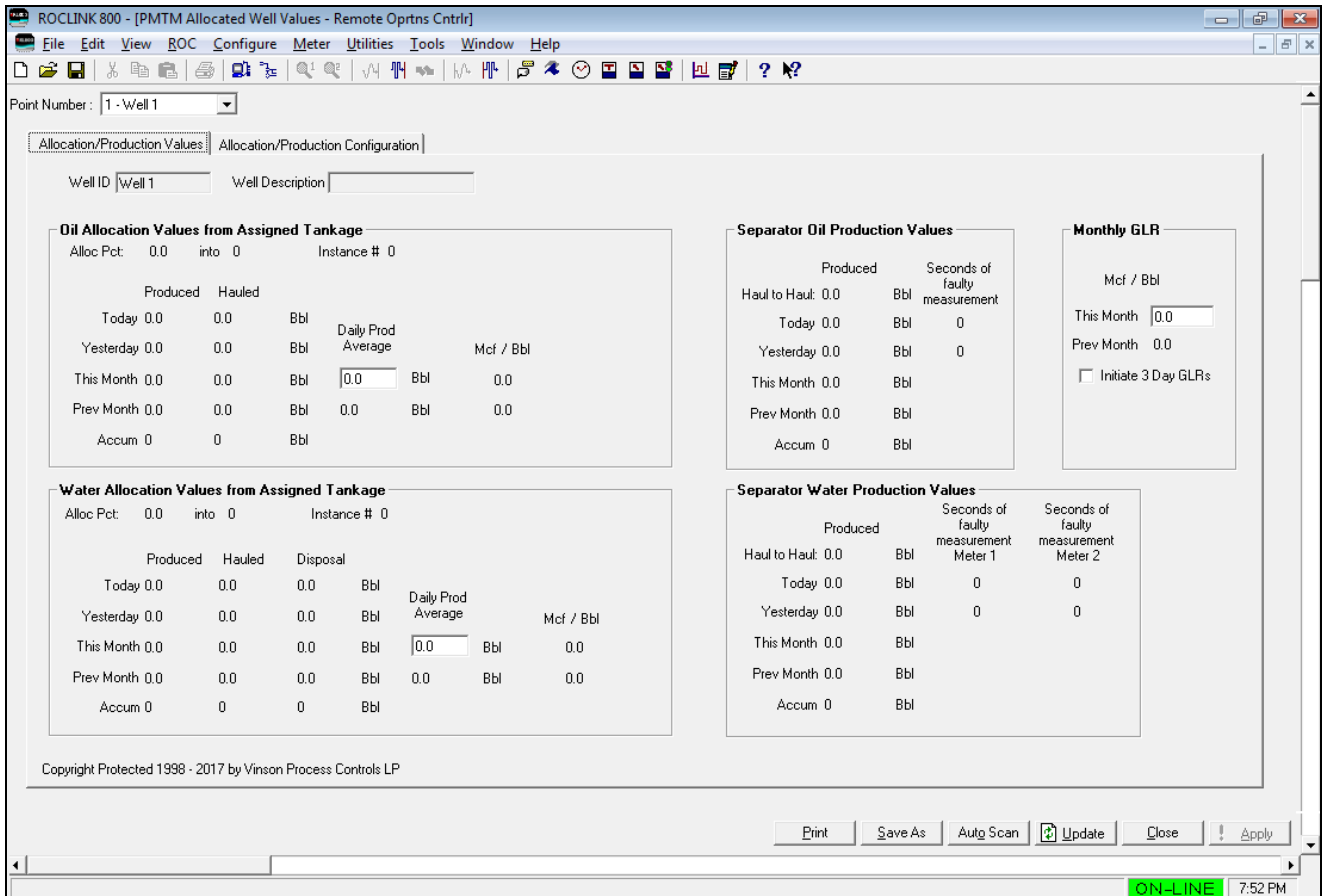 ROCLINK 800 - [PMTM Allocated Well Values - Remote Oprtns Cntrlr]
File Edit View ROC Configure Meter Utilities Tools Window Help
Point Number : 1 - Well 1
Allocation/Production Values Allocation/Production Configuration
Well ID Well 1 Well Description
Oil Allocation Values from Assigned Tankage
Alloc Pct: 0.0 into 0 Instance # 0
Produced Hauled
Today 0.0 0.0 Bbl
Daily Prod
Average
Yesterday 0.0 0.0 Bbl Mcf / Bbl
This Month 0.0 0.0 Bbl 0.0 Bbl 0.0
Prev Month 0.0 0.0 Bbl 0.0 Bbl 0.0
Accum 0 0 Bbl
Separator Oil Production Values
Produced Seconds of
faulty
measurement
Haul to Haul: 0.0 Bbl
Today 0.0 Bbl 0
Yesterday 0.0 Bbl 0
This Month 0.0 Bbl
Prev Month 0.0 Bbl
Accum 0 Bbl
Monthly GLR
Mcf / Bbl
This Month 0.0
Prev Month 0.0
Initiate 3 Day GLRs
Water Allocation Values from Assigned Tankage
Alloc Pct: 0.0 into 0 Instance # 0
Produced Hauled Disposal
Today 0.0 0.0 0.0 Bbl
Daily Prod
Average
Yesterday 0.0 0.0 0.0 Bbl Mcf / Bbl
This Month 0.0 0.0 0.0 Bbl 0.0 Bbl 0.0
Prev Month 0.0 0.0 0.0 Bbl 0.0 Bbl 0.0
Accum 0 0 0 Bbl
Separator Water Production Values
Seconds of Seconds of
Produced faulty faulty
measurement measurement
Haul to Haul: 0.0 Bbl Meter 1 Meter 2
Today 0.0 Bbl 0 0
Yesterday 0.0 Bbl 0 0
This Month 0.0 Bbl
Prev Month 0.0 Bbl
Accum 0 Bbl
Copyright Protected 1998 - 2017 by Vinson Process Controls LP
Print Save As Auto Scan Update Close ! Apply
ON-LINE 7:52 PM